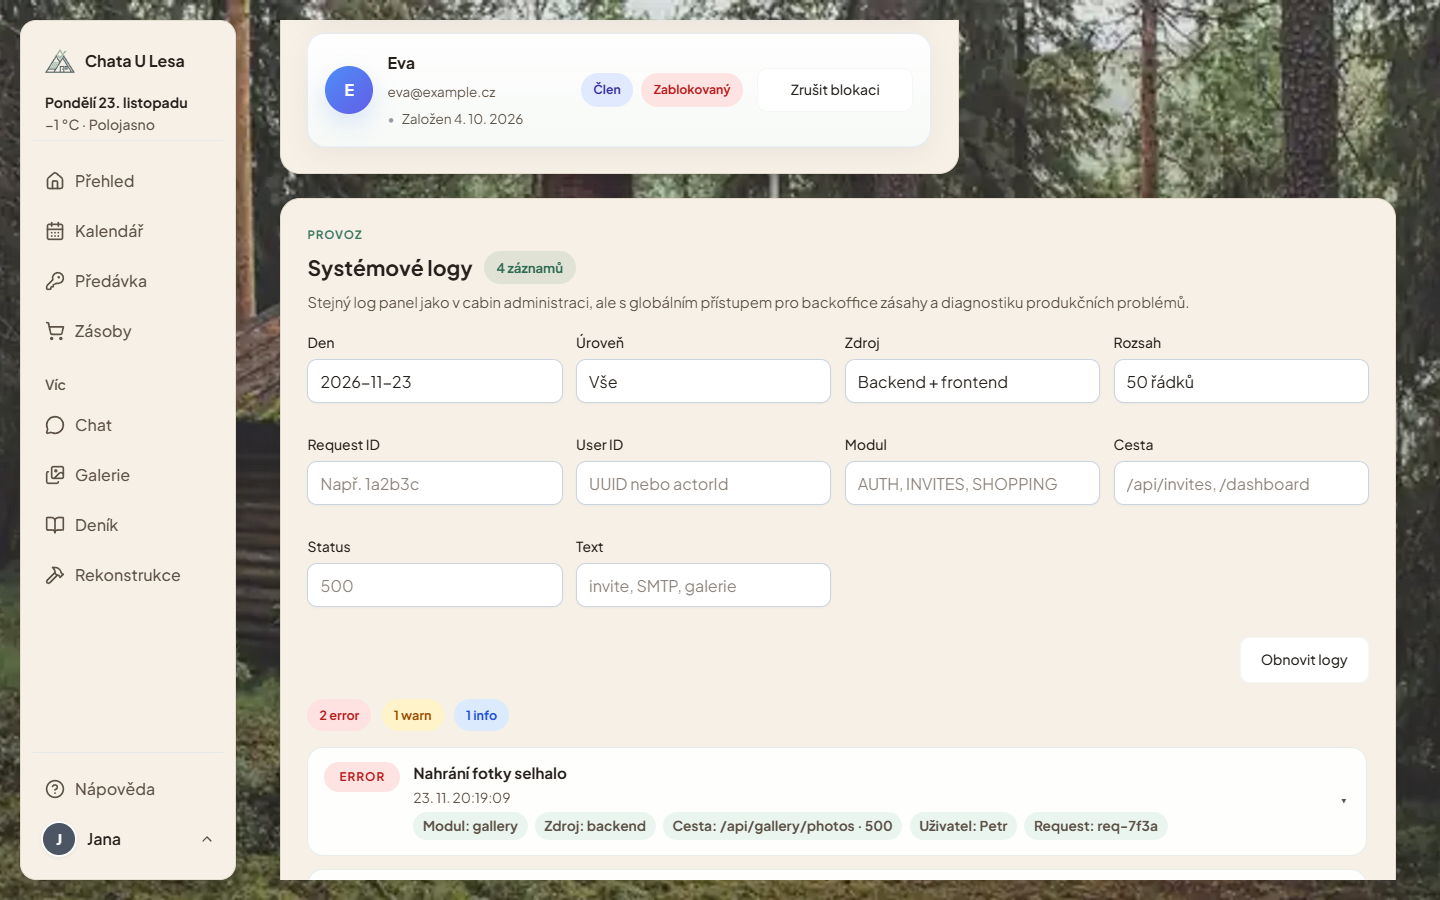 Chata U Lesa
Pondělí 23. listopadu
−1 °C · Polojasno
Přehled
Kalendář
Předávka
Zásoby
Víc
Chat
Galerie
Deník
Rekonstrukce
Nápověda
J
Jana
E
Eva
eva@example.cz
• Založen 4. 10. 2026
Člen
Zablokovaný
Zrušit blokaci
PROVOZ
Systémové logy
4 záznamů
Stejný log panel jako v cabin administraci, ale s globálním přístupem pro backoffice zásahy a diagnostiku produkčních problémů.
Den
Úroveň
Zdroj
Rozsah
2026-11-23
Vše
Backend + frontend
50 řádků
Request ID
User ID
Modul
Cesta
Např. 1a2b3c
UUID nebo actorId
AUTH, INVITES, SHOPPING
/api/invites, /dashboard
Status
Text
500
invite, SMTP, galerie
Obnovit logy
2 error
1 warn
1 info
ERROR
Nahrání fotky selhalo
23. 11. 20:19:09
Modul: gallery
Zdroj: backend
Cesta: /api/gallery/photos · 500
Uživatel: Petr
Request: req-7f3a